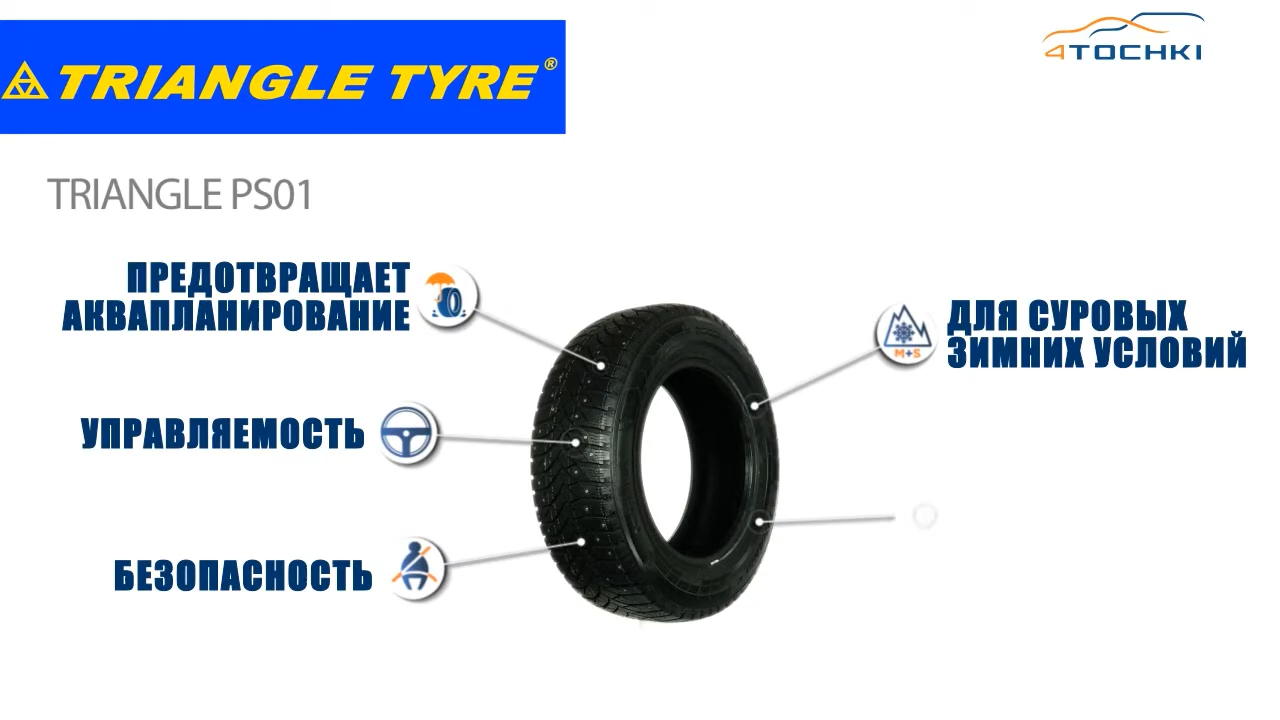 TRIANGLE TYRE®
4TOCHKI
TRIANGLE PS01
ПРЕДОТВРАЩАЕТ
АКВАПЛАНИРОВАНИЕ
УПРАВЛЯЕМОСТЬ
БЕЗОПАСНОСТЬ
M+S
ДЛЯ СУРОВЫХ
ЗИМНИХ УСЛОВИЙ